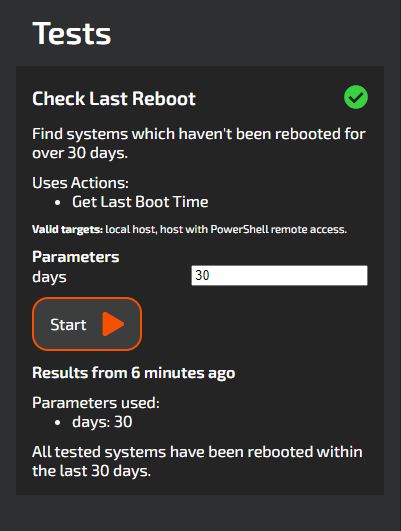 Tests
Check Last Reboot
Find systems which haven't been rebooted for
over 30 days.
Uses Actions:
• Get Last Boot Time
Valid targets: local host, host with PowerShell remote access.
Parameters
days 30
Start
Results from 6 minutes ago
Parameters used:
• days: 30
All tested systems have been rebooted within
the last 30 days.